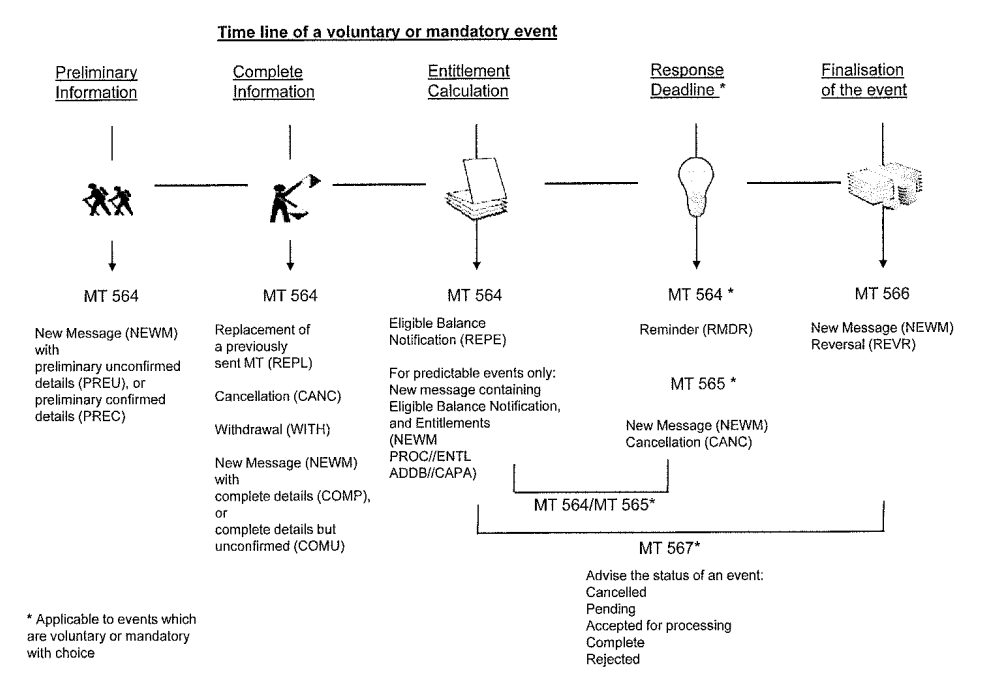 Time line of a voluntary or mandatory event
Preliminary
Information
Complete
Information
Entitlement
Calculation
Response
Deadline *
Finalisation
of the event
MT 564
New Message (NEWM)
with
preliminary unconfirmed
details (PREU), or
preliminary confirmed
details (PREC)
MT 564
Replacement of
a previously
sent MT (REPL)
Cancellation (CANC)
Withdrawal (WITH)
New Message (NEWM)
with
complete details (COMP),
or
complete details but
unconfirmed (COMU)
MT 564
Eligible Balance
Notification (REPE)
For predictable events only:
New message containing
Eligible Balance Notification,
and Entitlements
(NEWM
PROC//ENTL
ADDB//CAPA)
MT 564 *
Reminder (RMDR)
MT 565 *
New Message (NEWM)
Cancellation (CANC)
MT 566
New Message (NEWM)
Reversal (REVR)
MT 564/MT 565*
MT 567*
Advise the status of an event:
Cancelled
Pending
Accepted for processing
Complete
Rejected
* Applicable to events which
are voluntary or mandatory
with choice